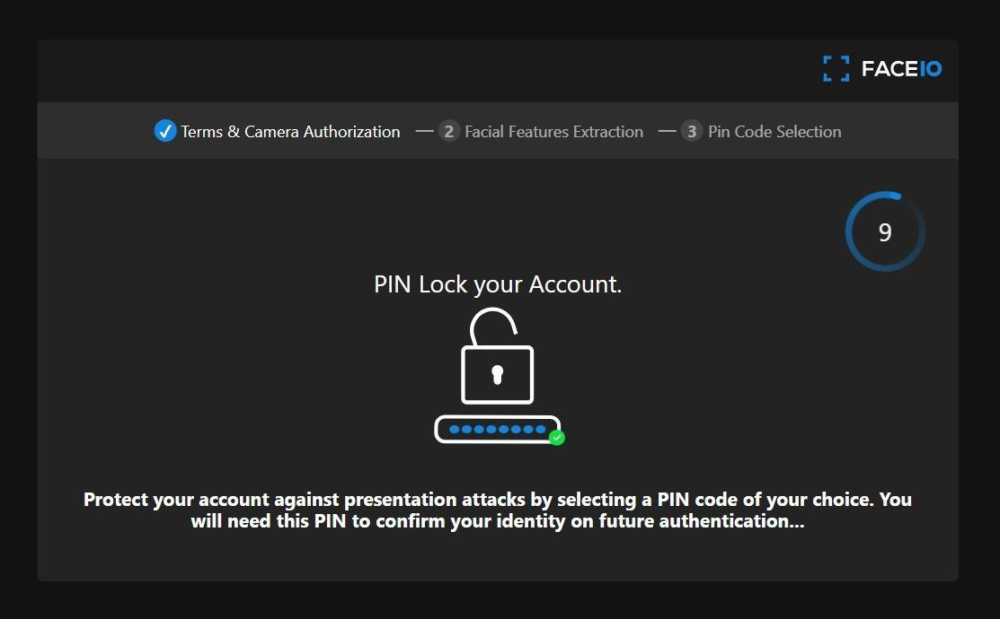 FACEIO
✓ Terms & Camera Authorization — 2 Facial Features Extraction — 3 Pin Code Selection
9
PIN Lock your Account.
Protect your account against presentation attacks by selecting a PIN code of your choice. You
will need this PIN to confirm your identity on future authentication...